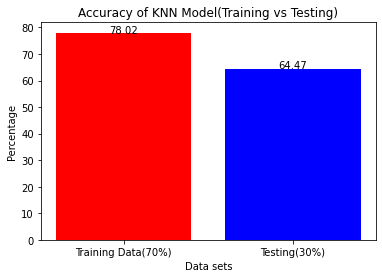 Accuracy of KNN Model(Training vs Testing)
80
70
60
50
40
30
20
10
0
Percentage
78.02
64.47
Training Data(70%)
Testing(30%)
Data sets